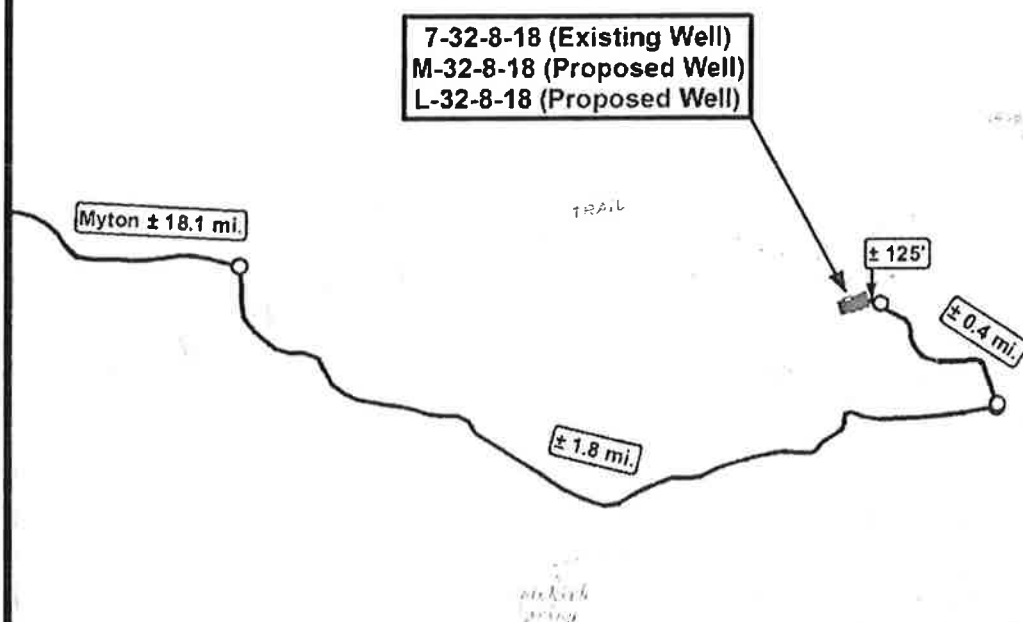 7-32-8-18 (Existing Well)
M-32-8-18 (Proposed Well)
L-32-8-18 (Proposed Well)
TRAIL
Myton ± 18.1 mi.
± 125'
± 0.4 mi.
± 1.8 mi.